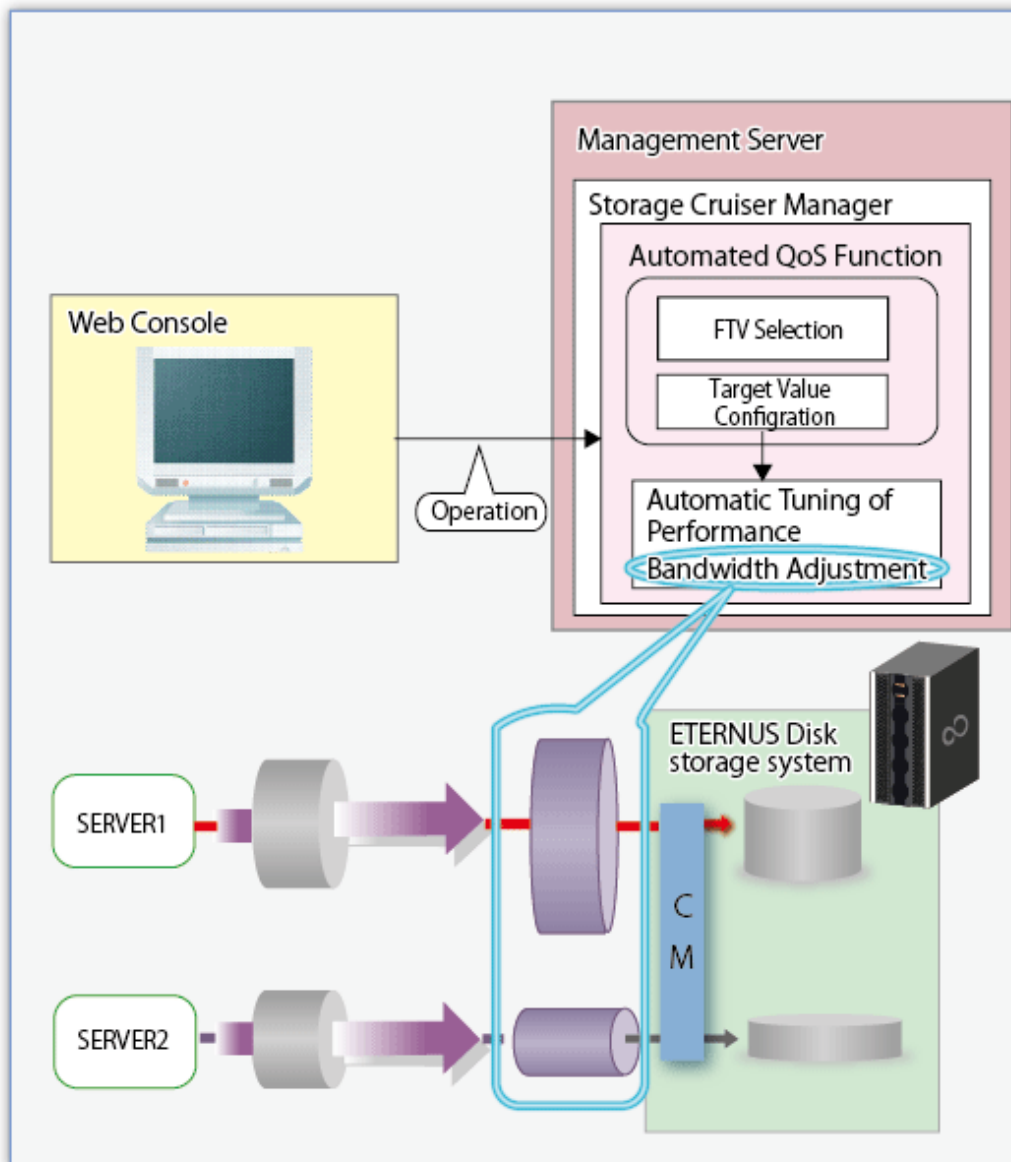 Management Server
Storage Cruiser Manager
Automated QoS Function
FTV Selection
Target Value
Configration
Automatic Tuning of
Performance
Bandwidth Adjustment
Web Console
Operation
ETERNUS Disk
storage system
SERVER1
C
M
SERVER2